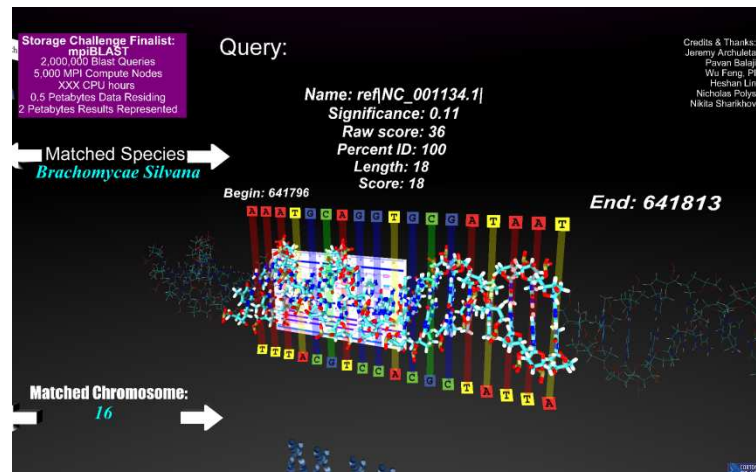 Storage Challenge Finalist:
mpiBLAST
2,000,000 Blast Queries
5,000 MPI Compute Nodes
XXX CPU hours
0.5 Petabytes Data Residing
2 Petabytes Results Represented
Query:
Credits & Thanks:
Jeremy Archuleta
Pavan Balaji
Wu Feng, PI
Heshan Lin
Nicholas Polys
Nikita Sharikhov
Name: ref|NC_001134.1|
Significance: 0.11
Raw score: 36
Percent ID: 100
Length: 18
Score: 18
Matched Species
Brachomycae Silvana
Begin: 641796
End: 641813
A A A T G C A G G T G C G A T A A T
T T T A C G T C C A C G C T A T T A
Matched Chromosome:
16